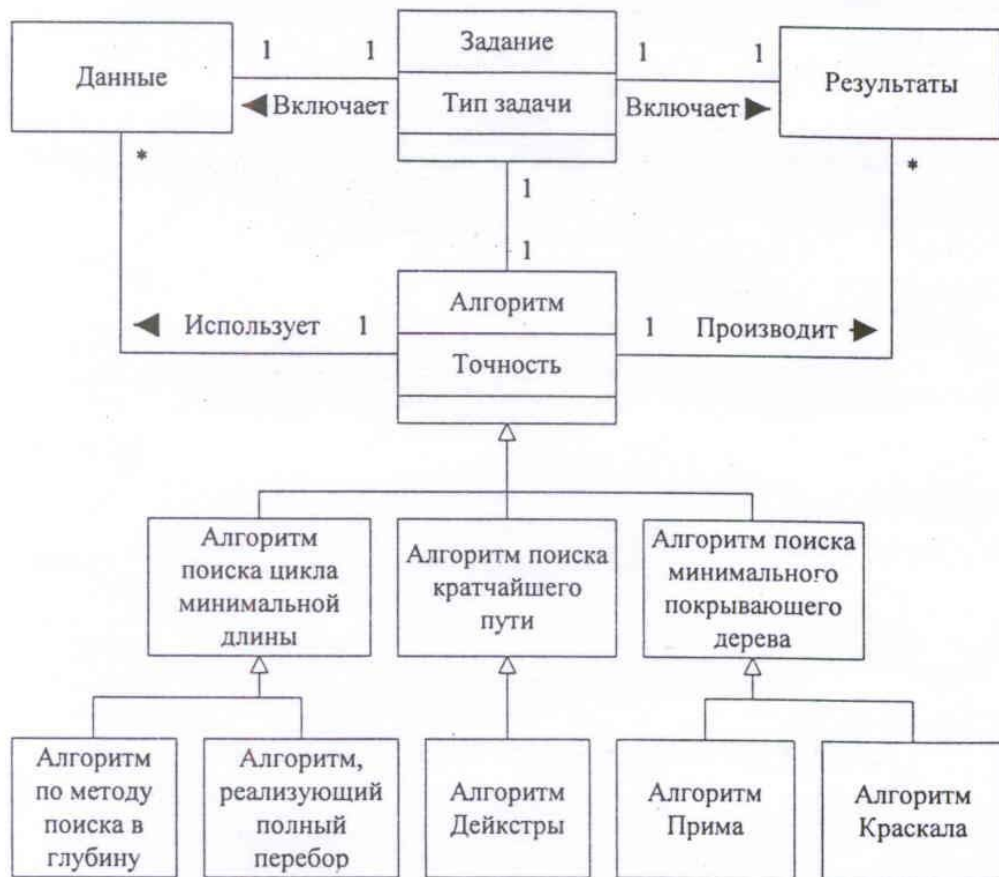 Данные
1 1
Включает
Задание
Тип задачи
1 1
Включает
Результаты
*
1
1
*
Использует 1
Алгоритм
Точность
1 Производит
Алгоритм
поиска цикла
минимальной
длины
Алгоритм поиска
кратчайшего
пути
Алгоритм поиска
минимального
покрывающего
дерева
Алгоритм
по методу
поиска в
глубину
Алгоритм,
реализующий
полный
перебор
Алгоритм
Дейкстры
Алгоритм
Прима
Алгоритм
Краскала